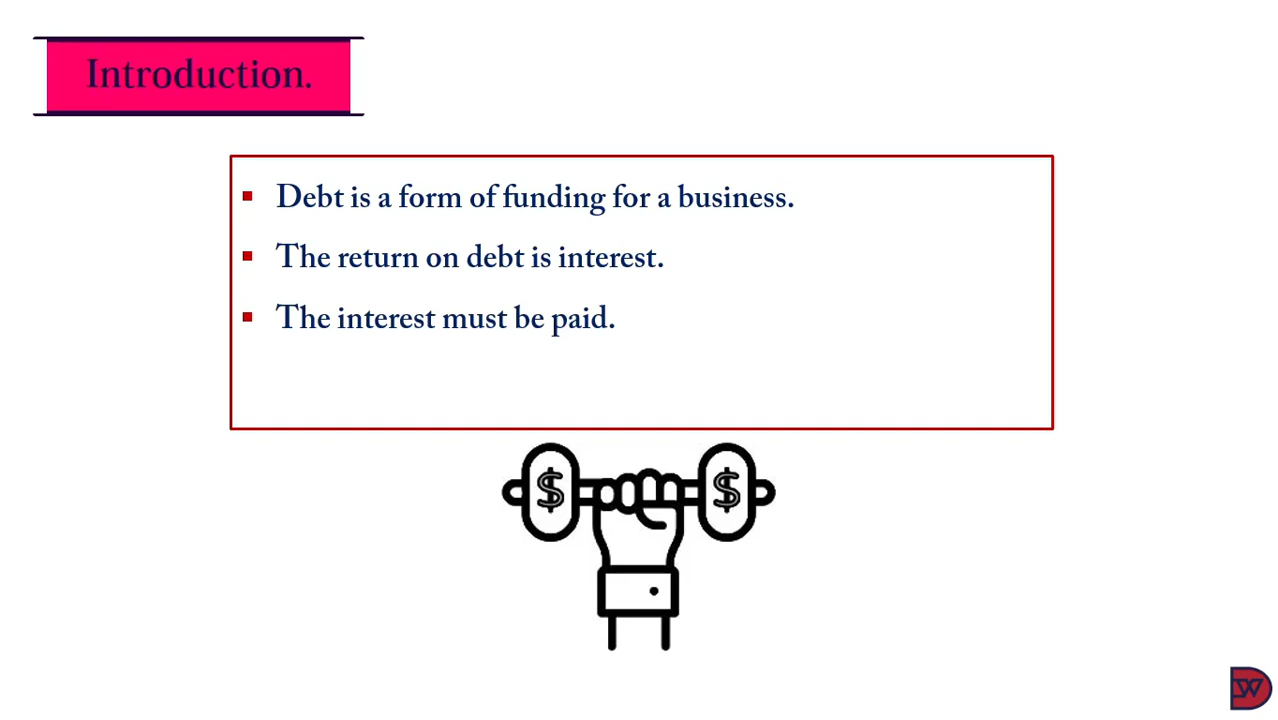 Introduction.
Debt is a form of funding for a business.
The return on debt is interest.
The interest must be paid.
$ $
DW